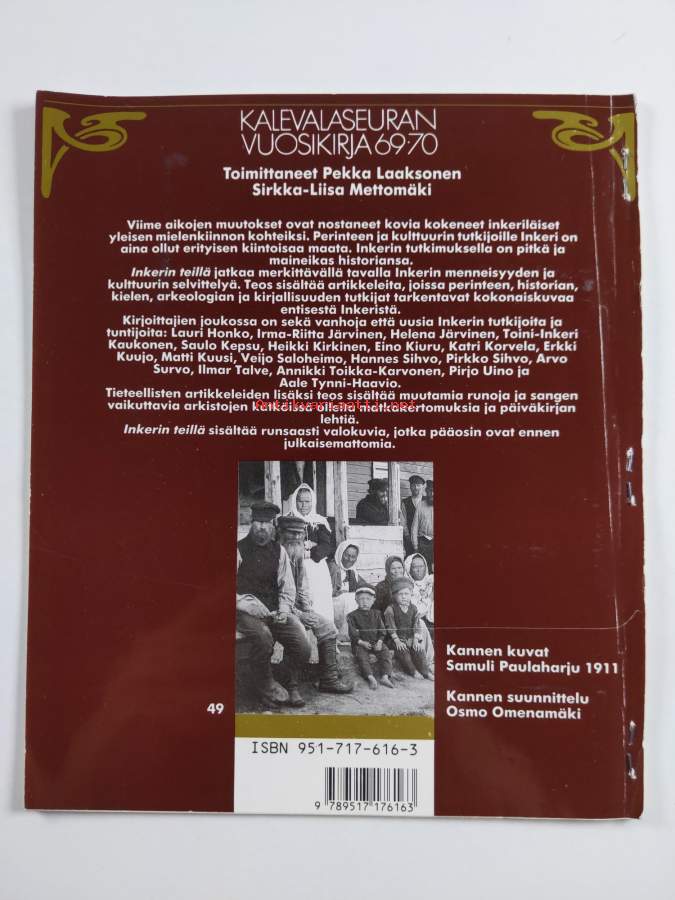 KALEVALASEURAN
VUOSIKIRJA 69-70
Toimittaneet Pekka Laaksonen
Sirkka-Liisa Mettomäki
Viime aikojen muutokset ovat nostaneet kovia kokeneet inkeriläiset
yleisen mielenkiinnon kohteiksi. Perinteen ja kulttuurin tutkijoille Inkeri on
aina ollut erityisen kiintoisaa maata. Inkerin tutkimuksella on pitkä ja
maineikas historiansa.
Inkerin teillä jatkaa merkittävällä tavalla Inkerin menneisyyden ja
kulttuurin selvittelyä. Teos sisältää artikkeleita, joissa perinteen, historian,
kielen, arkeologian ja kirjallisuuden tutkijat tarkentavat kokonaiskuvaa
entisestä Inkeristä.
Kirjoittajien joukossa on sekä vanhoja että uusia Inkerin tutkijoita ja
tuntijoita: Lauri Honko, Irma-Riitta Järvinen, Helena Järvinen, Toini-Inkeri
Kaukonen, Saulo Kepsu, Heikki Kirkinen, Eino Kiuru, Katri Korvela, Erkki
Kuujo, Matti Kuusi, Veijo Saloheimo, Hannes Sihvo, Pirkko Sihvo, Arvo
Survo, Ilmar Talve, Annikki Toikka-Karvonen, Pirjo Uino ja
Aale Tynni-Haavio.
Tieteellisten artikkeleiden lisäksi teos sisältää muutamia runoja ja sangen
vaikuttavia arkistojen kätköissä olleita matkakertomuksia ja päiväkirjan
lehtiä.
Antikvariaatti.net
Inkerin teillä sisältää runsaasti valokuvia, jotka pääosin ovat ennen
julkaisemattomia.
Kannen kuvat
Samuli Paulaharju 1911
Kannen suunnittelu
Osmo Omenamäki
49
ISBN 951-717-616-3
9 789517 176163